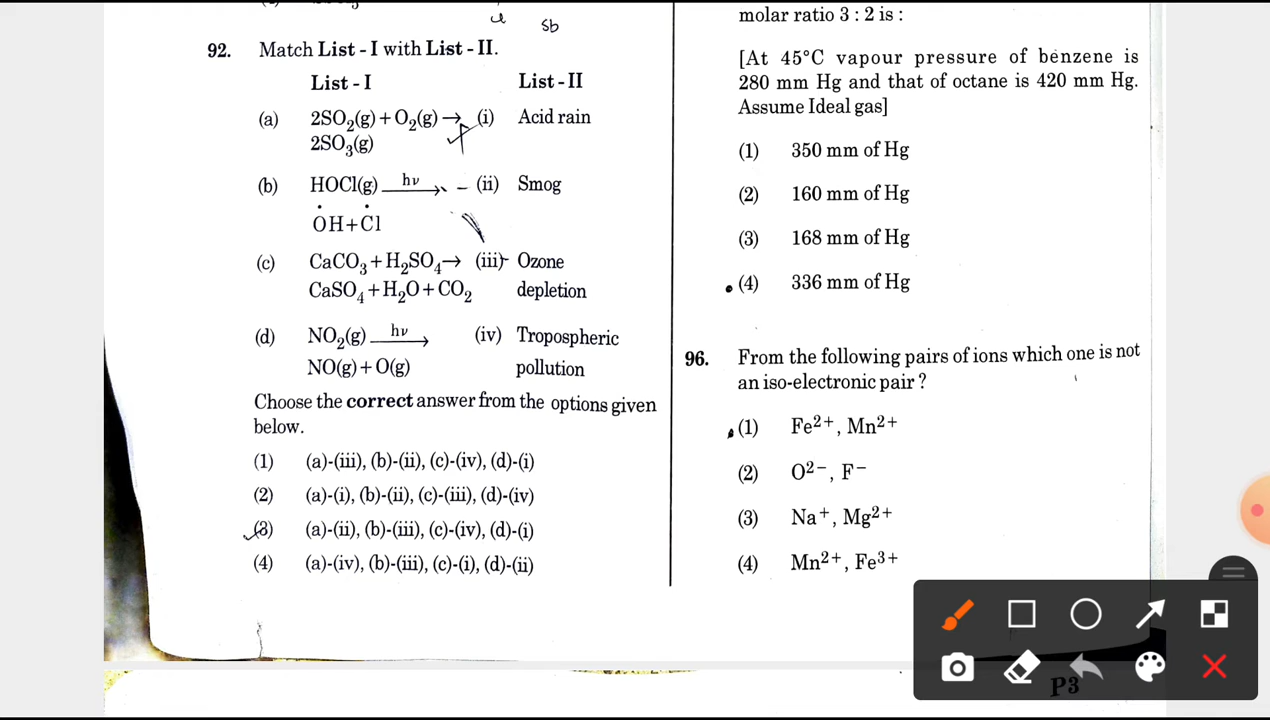 sb
92. Match List - I with List - II.
List - I List - II
(a) 2SO₂(g) + O₂(g) → (i) Acid rain
2SO₃(g)
(b) HOCl(g) hν→ – (ii) Smog
ȮH + Ċl
(c) CaCO₃ + H₂SO₄ → (iii) Ozone
CaSO₄ + H₂O + CO₂ depletion
(d) NO₂(g) hν→ (iv) Tropospheric
NO(g) + O(g) pollution
Choose the correct answer from the options given
below.
(1) (a)-(iii), (b)-(ii), (c)-(iv), (d)-(i)
(2) (a)-(i), (b)-(ii), (c)-(iii), (d)-(iv)
(3) (a)-(ii), (b)-(iii), (c)-(iv), (d)-(i)
(4) (a)-(iv), (b)-(iii), (c)-(i), (d)-(ii)
molar ratio 3 : 2 is :
[At 45°C vapour pressure of benzene is
280 mm Hg and that of octane is 420 mm Hg.
Assume Ideal gas]
(1) 350 mm of Hg
(2) 160 mm of Hg
(3) 168 mm of Hg
(4) 336 mm of Hg
96. From the following pairs of ions which one is not
an iso-electronic pair ?
(1) Fe²⁺, Mn²⁺
(2) O²⁻, F⁻
(3) Na⁺, Mg²⁺
(4) Mn²⁺, Fe³⁺
P3